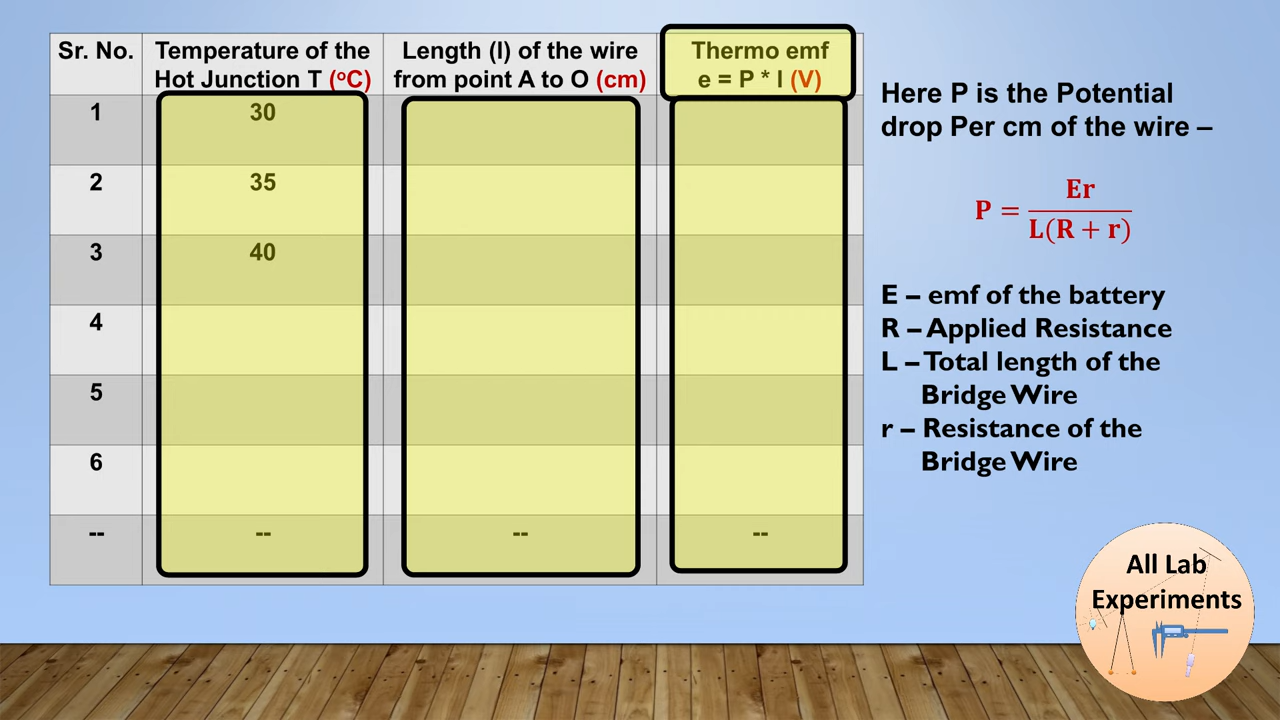 Sr. No. Temperature of the Hot Junction T (ºC) Length (l) of the wire from point A to O (cm) Thermo emf e = P * l (V)
1 30
2 35
3 40
4
5
6
-- -- -- --
Here P is the Potential
drop Per cm of the wire –
P = Er / L(R + r)
E – emf of the battery
R – Applied Resistance
L – Total length of the
Bridge Wire
r – Resistance of the
Bridge Wire
All Lab
Experiments